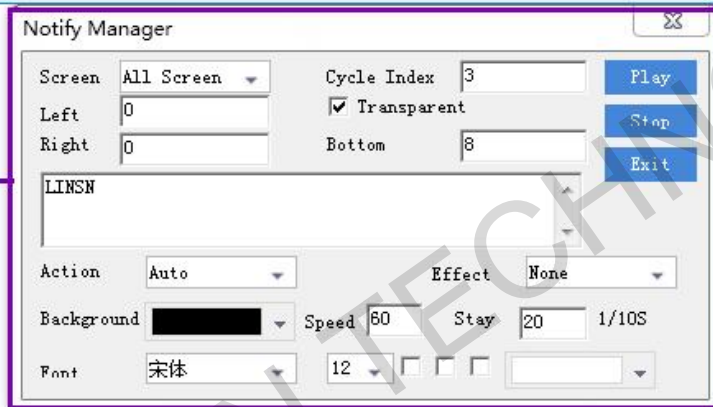 Notify Manager
Screen All Screen Cycle Index 3 Play
Left 0 Transparent Stop
Right 0 Bottom 8 Exit
LINSN
Action Auto Effect None
Background Speed 60 Stay 20 1/10S
Font 宋体 12